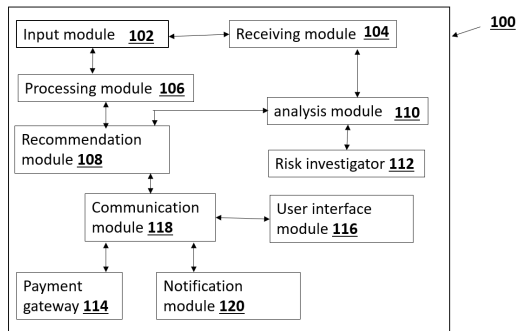 Input module 102
Receiving module 104
100
Processing module 106
analysis module 110
Recommendation
module 108
Risk investigator 112
Communication
module 118
User interface
module 116
Payment
gateway 114
Notification
module 120